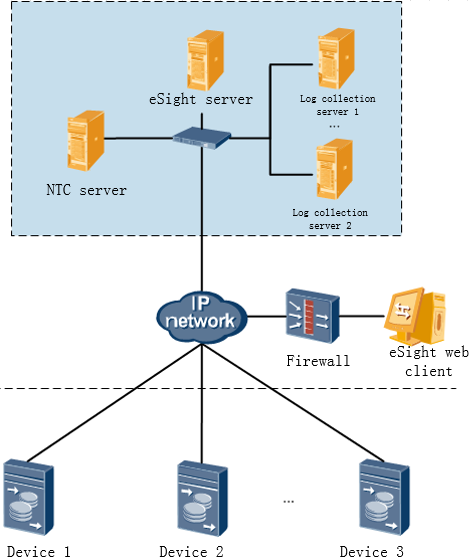 eSight server
Log collection
server 1
...
NTC server
Log collection
server 2
IP
network
Firewall
eSight web
client
...
Device 1
Device 2
Device 3